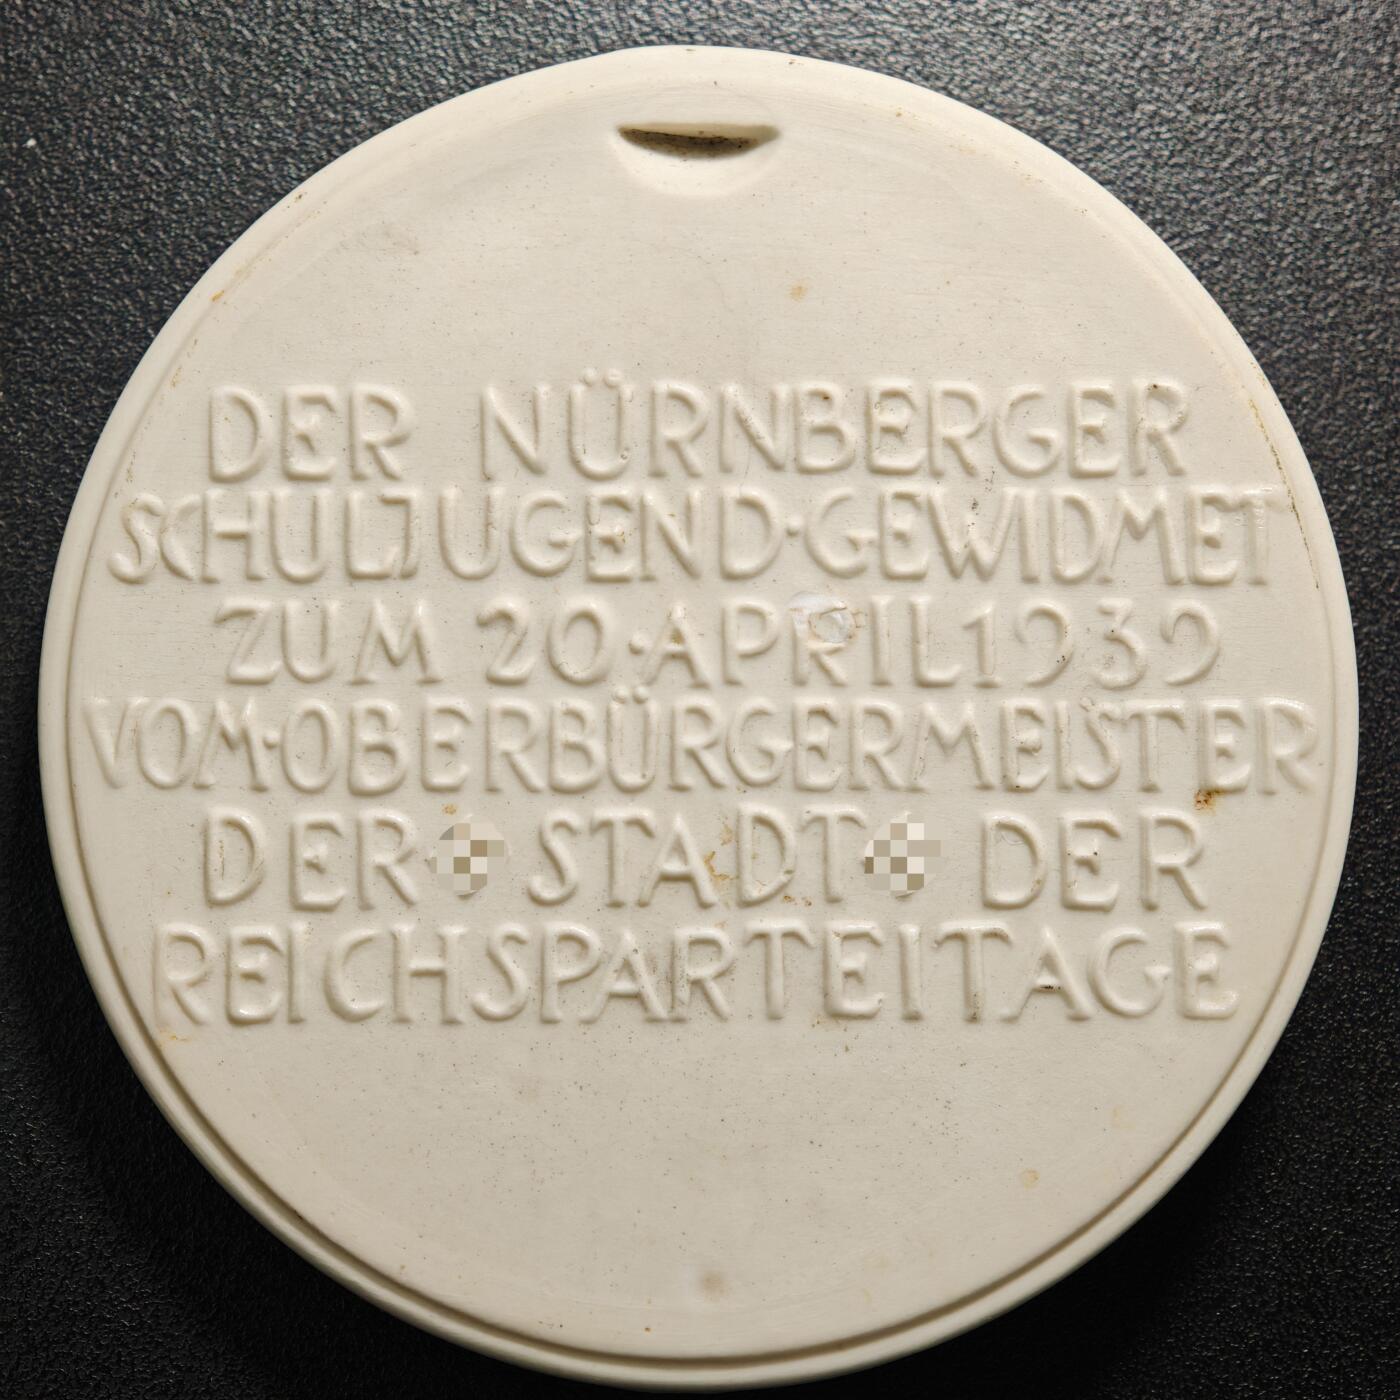 DER NÜRNBERGER
SCHULJUGEND·GEWIDMET
ZUM 20·APRIL 1939
VOM·OBERBÜRGERMEISTER
DER STADT DER
REICHSPARTEITAGE